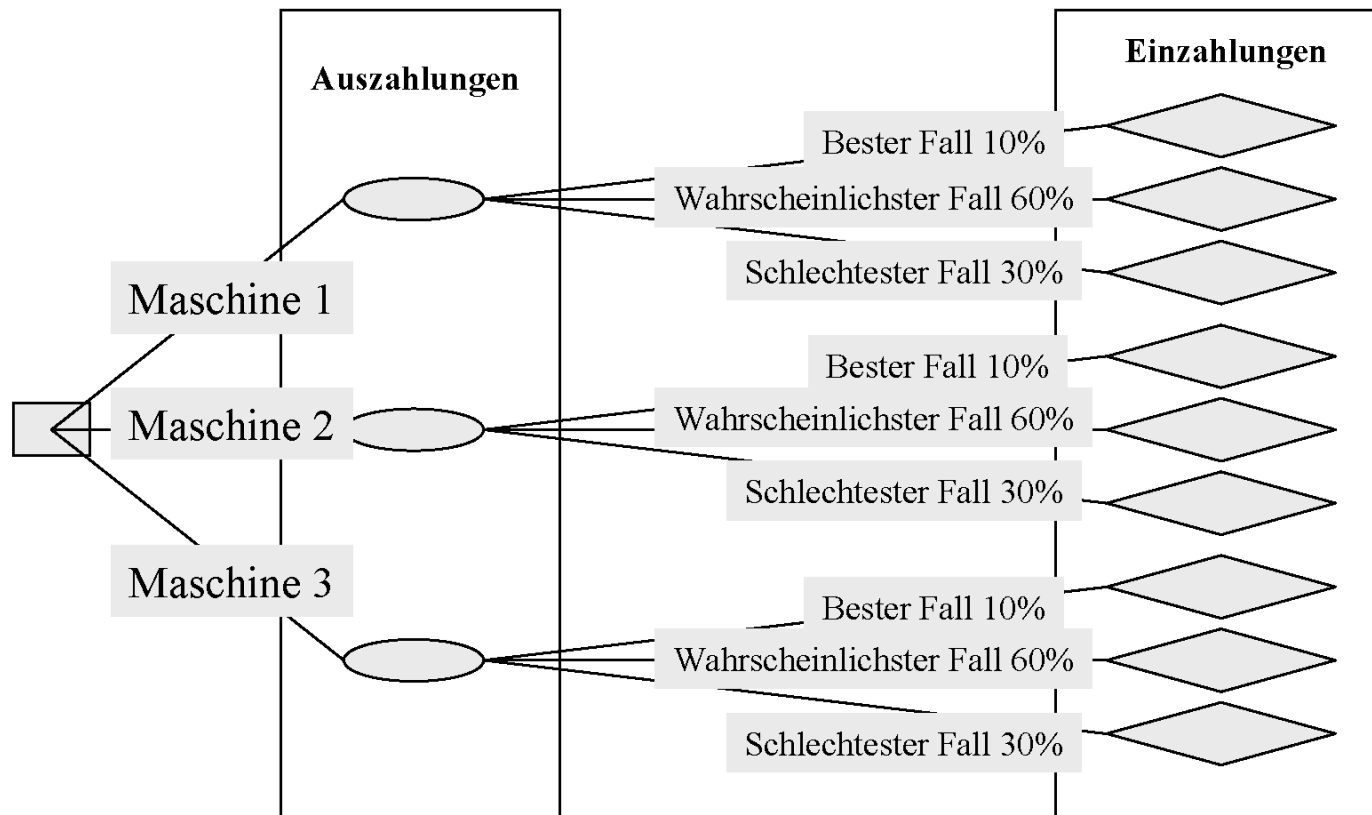 Auszahlungen
Einzahlungen
Maschine 1
Bester Fall 10%
Wahrscheinlichster Fall 60%
Schlechtester Fall 30%
Maschine 2
Bester Fall 10%
Wahrscheinlichster Fall 60%
Schlechtester Fall 30%
Maschine 3
Bester Fall 10%
Wahrscheinlichster Fall 60%
Schlechtester Fall 30%